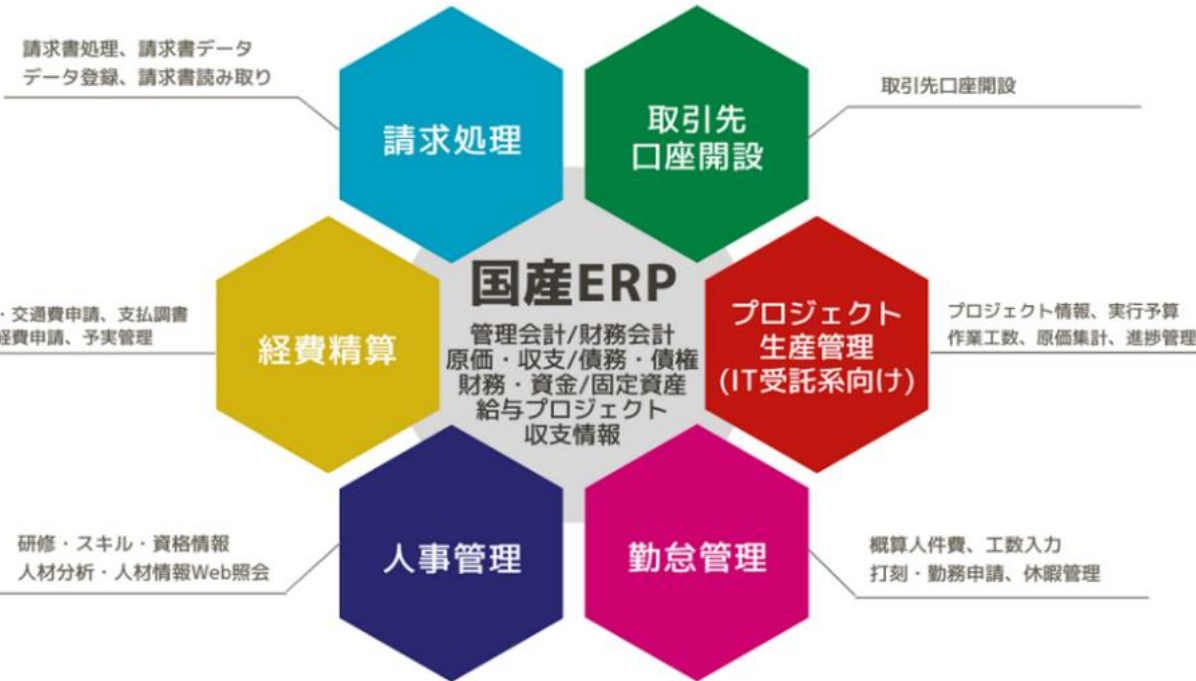 請求書処理、請求書データ
データ登録、請求書読み取り
請求処理
取引先
口座開設
取引先口座開設
国産ERP
管理会計/財務会計
原価・収支/債務・債権
財務・資金/固定資産
給与プロジェクト
収支情報
・交通費申請、支払調書
経費申請、予実管理
経費精算
プロジェクト
生産管理
(IT受託系向け)
プロジェクト情報、実行予算
作業工数、原価集計、進捗管理
研修・スキル・資格情報
人材分析・人材情報Web照会
人事管理
勤怠管理
概算人件費、工数入力
打刻・勤務申請、休暇管理